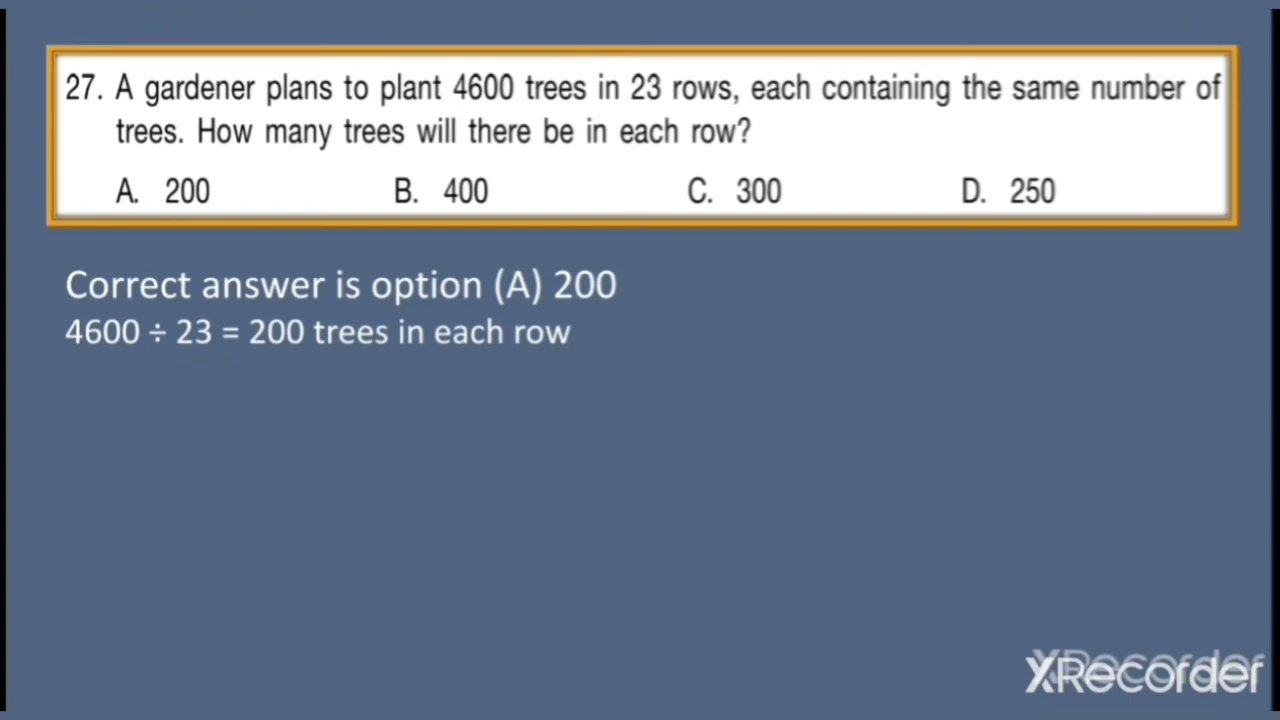 27. A gardener plans to plant 4600 trees in 23 rows, each containing the same number of
trees. How many trees will there be in each row?
A. 200 B. 400 C. 300 D. 250
Correct answer is option (A) 200
4600 ÷ 23 = 200 trees in each row
XRecorder